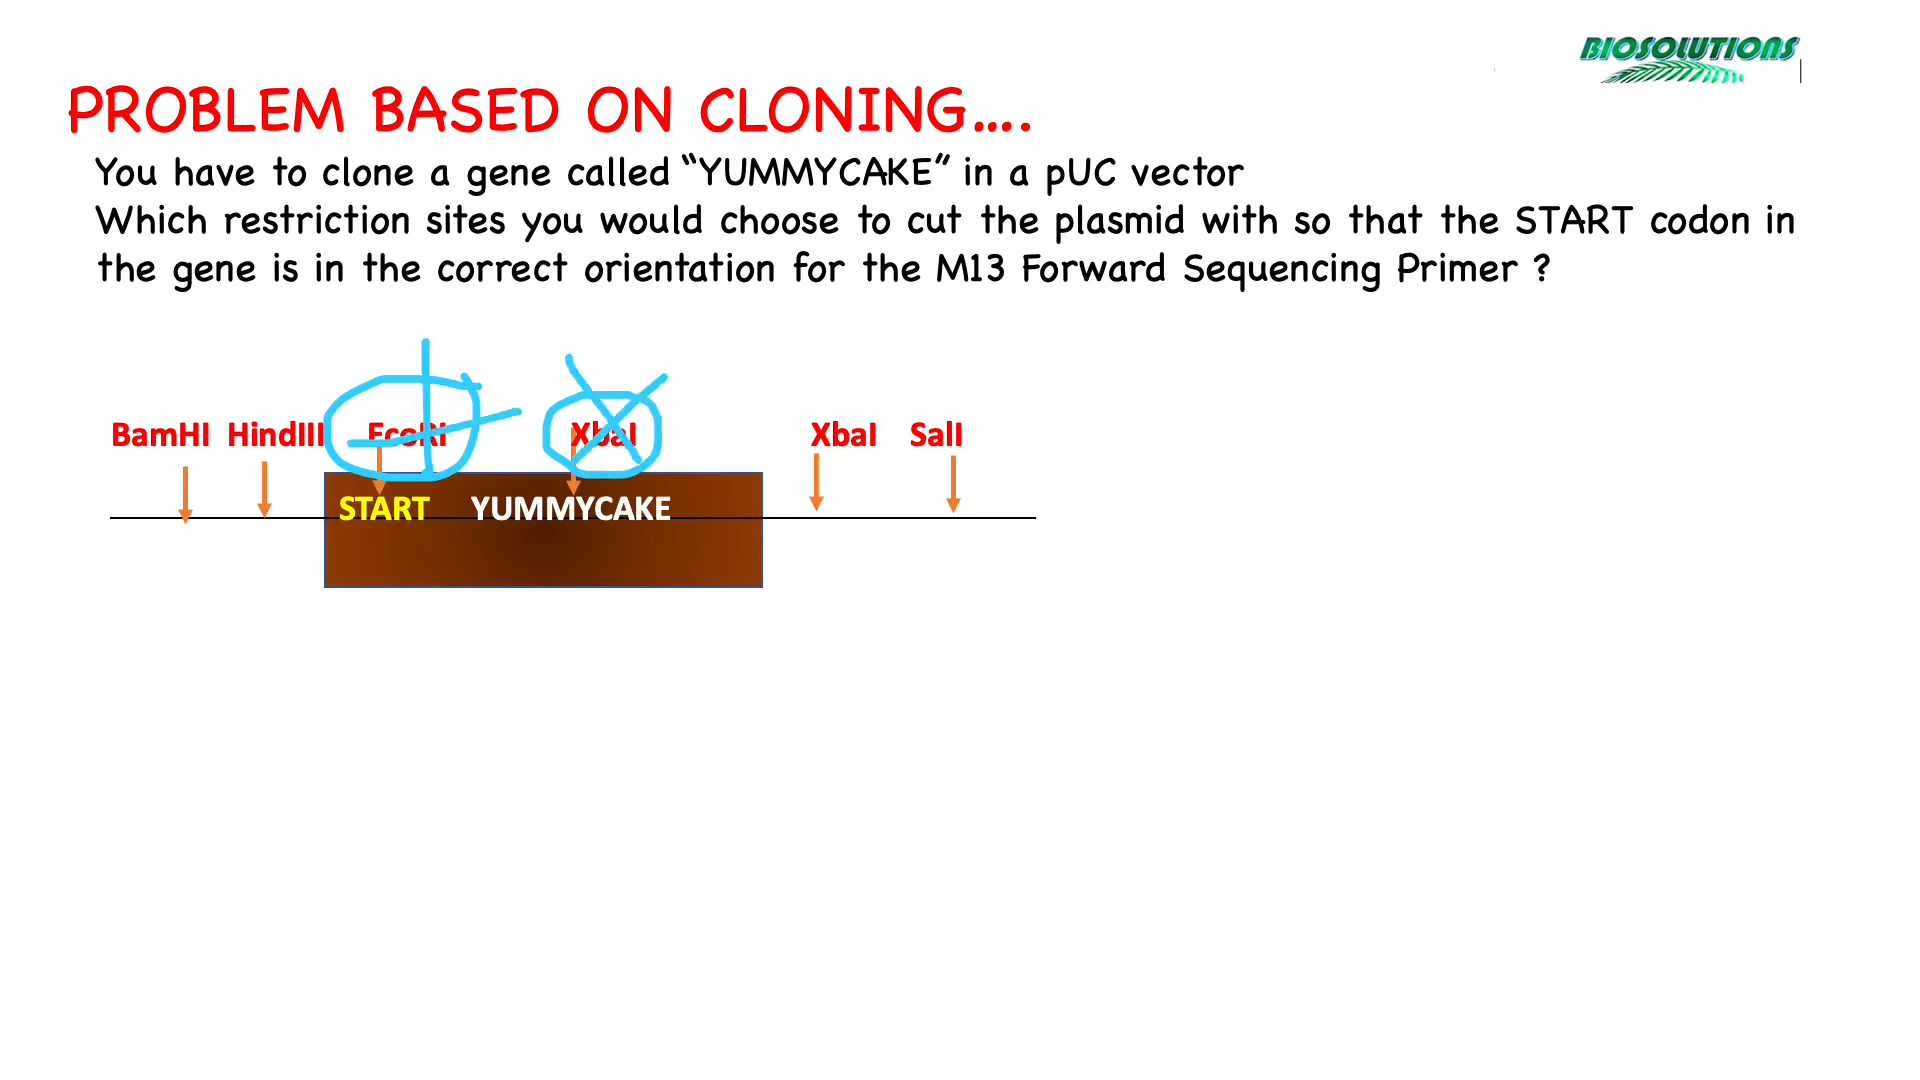 BIOSOLUTIONS
PROBLEM BASED ON CLONING....
You have to clone a gene called “YUMMYCAKE” in a pUC vector
Which restriction sites you would choose to cut the plasmid with so that the START codon in
the gene is in the correct orientation for the M13 Forward Sequencing Primer ?
BamHI HindIII EcoRI XbaI XbaI SalI
START YUMMYCAKE